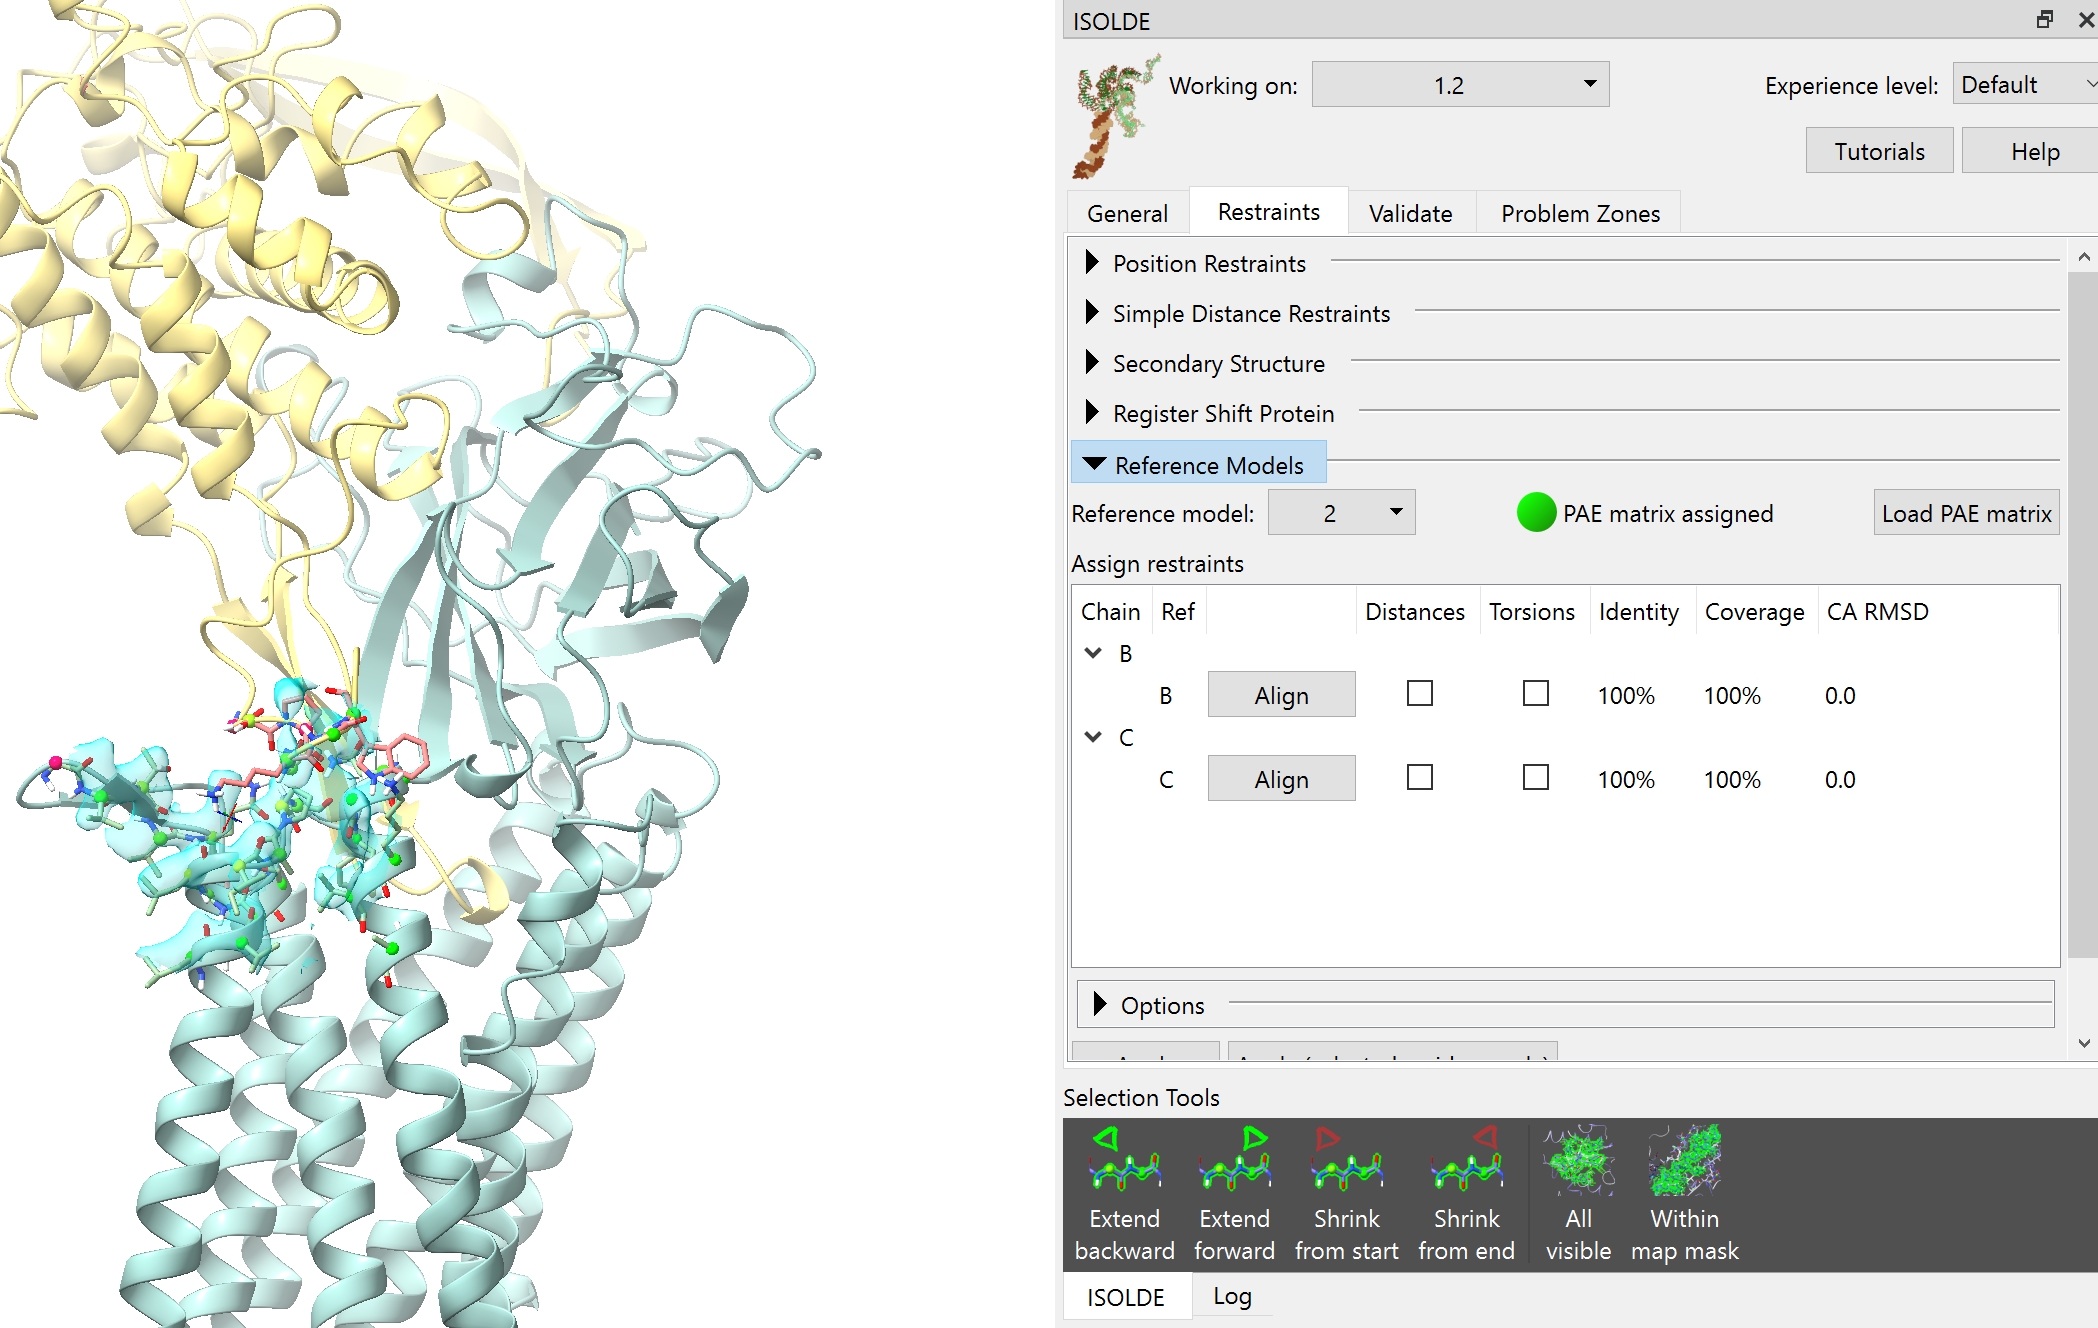 ISOLDE
Working on: 1.2 Experience level: Default
Tutorials Help
General Restraints Validate Problem Zones
Position Restraints
Simple Distance Restraints
Secondary Structure
Register Shift Protein
Reference Models
Reference model: 2 PAE matrix assigned Load PAE matrix
Assign restraints
Chain Ref Distances Torsions Identity Coverage CA RMSD
B
B Align 100% 100% 0.0
C
C Align 100% 100% 0.0
Options
Selection Tools
Extend backward
Extend forward
Shrink from start
Shrink from end
All visible
Within map mask
ISOLDE Log